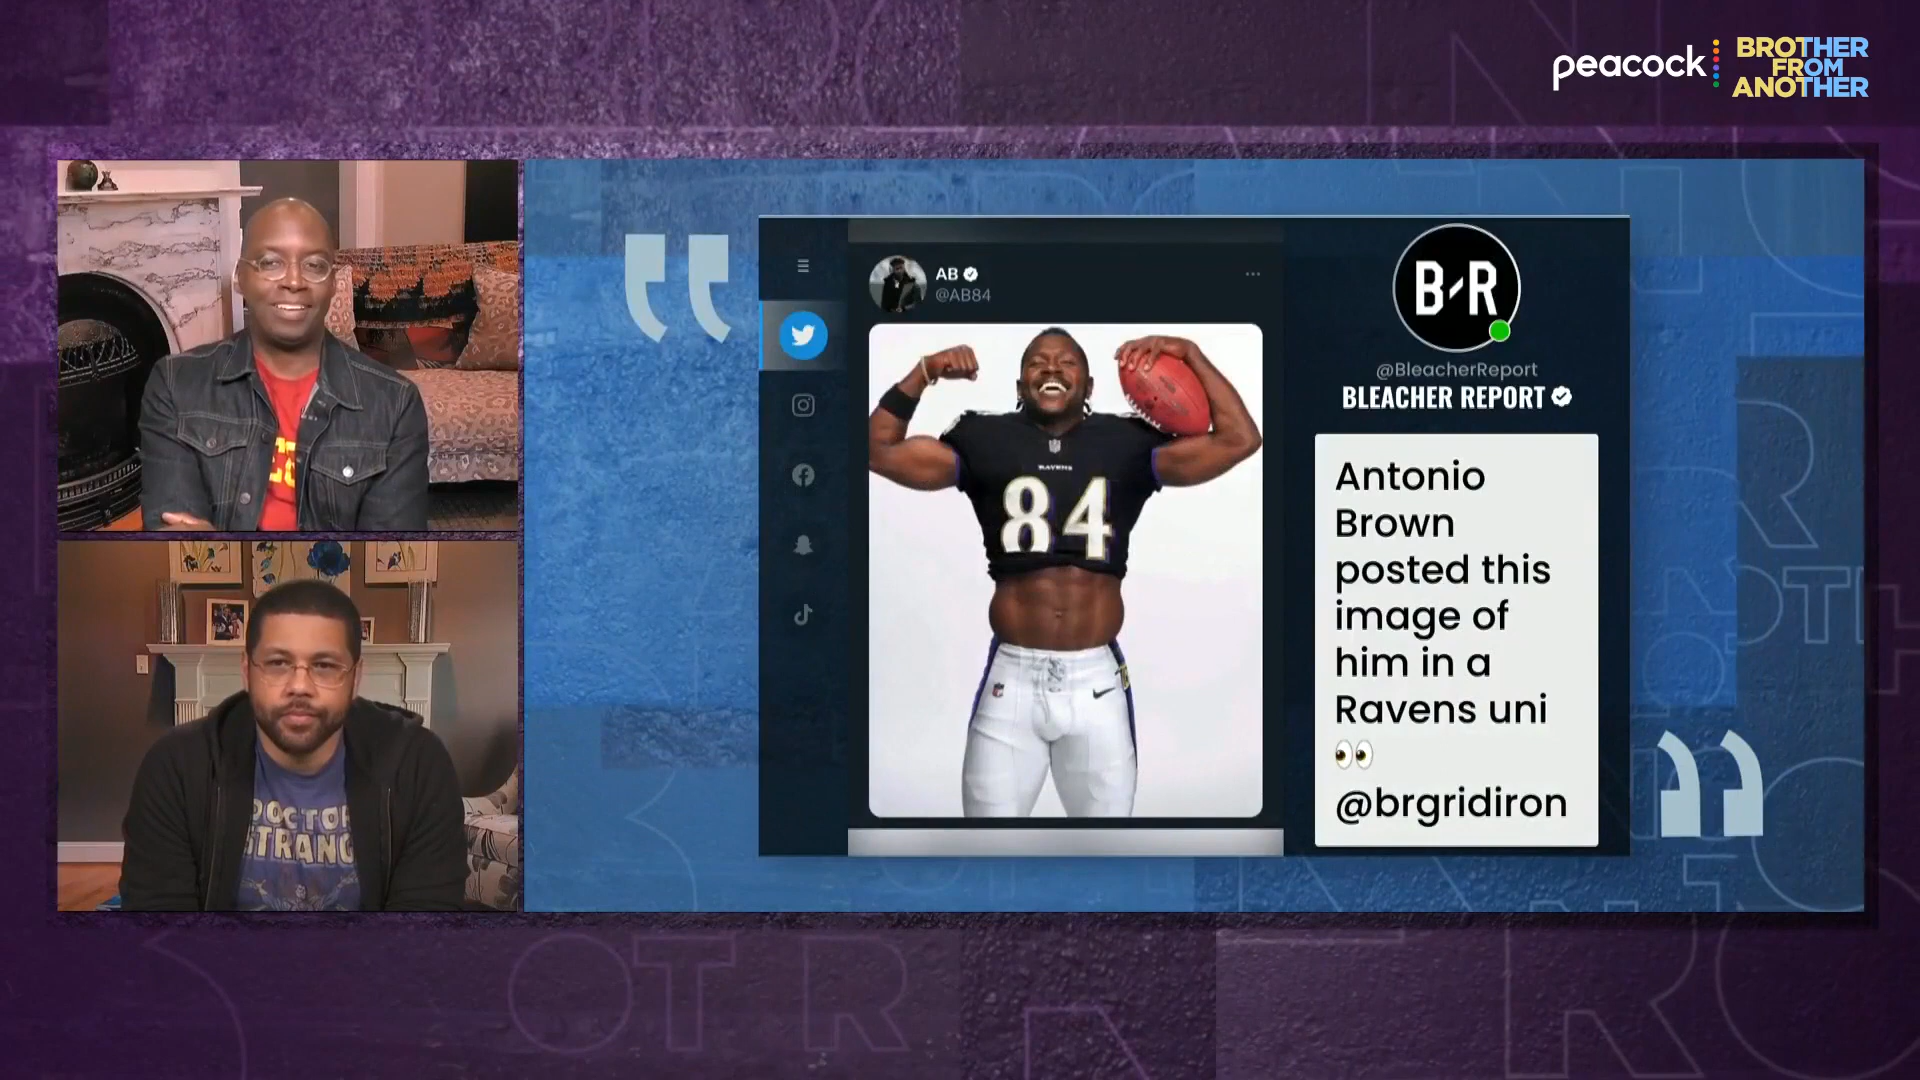 peacock
BROTHER
FROM
ANOTHER
AB
@AB84
RAVENS
84
B/R
@BleacherReport
BLEACHER REPORT
Antonio
Brown
posted this
image of
him in a
Ravens uni
👀
@brgridiron
DOCTOR
STRANG